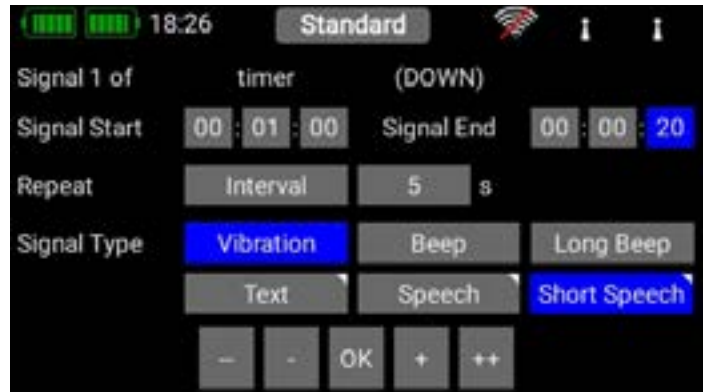 18:26 Standard
Signal 1 of timer (DOWN)
Signal Start 00 : 01 : 00 Signal End 00 : 00 : 20
Repeat Interval 5 s
Signal Type Vibration Beep Long Beep
Text Speech Short Speech
-- - OK + ++